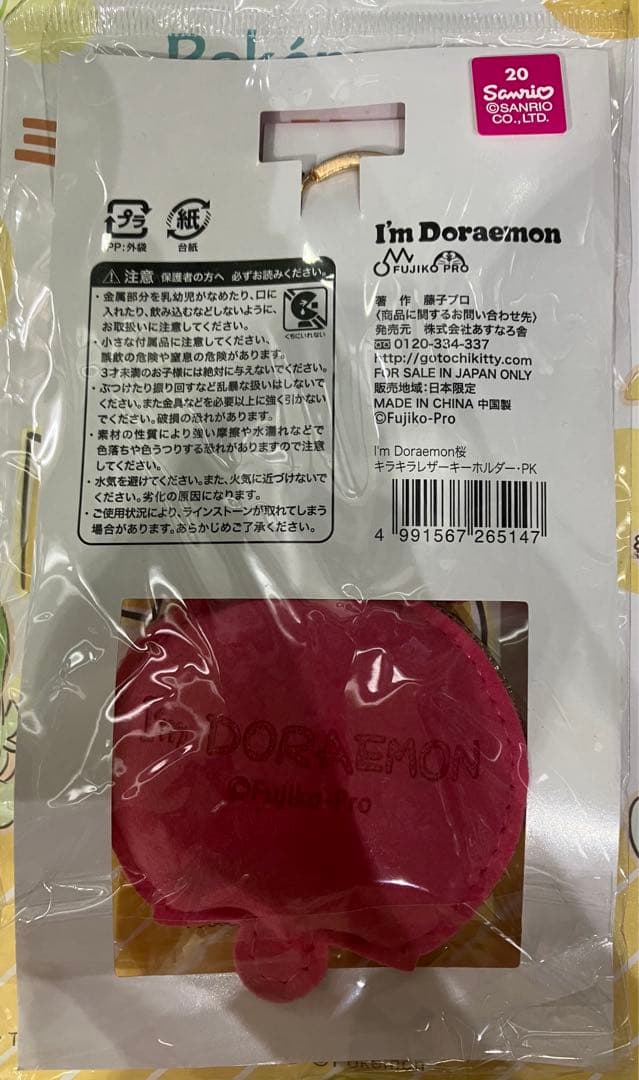 Pokém
20
Sanrio
©SANRIO
CO.,LTD.
プラ
PP:外袋
紙
台紙
I'm Doraemon
FUJIKO PRO
著 作 藤子プロ
〈商品に関するお問い合わせ先〉
発売元 株式会社あすなろ舎
0120-334-337
http://gotochikitty.com
FOR SALE IN JAPAN ONLY
販売地域:日本限定
MADE IN CHINA 中国製
©Fujiko-Pro
I'm Doraemon桜
キラキラレザーキーホルダー・PK
4 991567 265147
注意 保護者の方へ 必ずお読みください。
・金属部分を乳幼児がなめたり、口に
入れたり、飲み込むなどしないように、
お取扱いに注意してください。
くちにいれない
・小さな付属品に注意してください、
誤飲の危険や窒息の危険があります。
3才未満のお子様には絶対に与えないでください。
・ぶつけたり振り回すなど乱暴な扱いはしないで
ください。また金具などを必要以上に強く引かない
でください。破損の恐れがあります。
・素材の性質により強い摩擦や水濡れなどで
色落ちや色うつりする恐れがありますので注意
してください。
・水気を避けてください。また、火気に近づけないで
ください。劣化の原因になります。
・ご使用状況により、ラインストーンが取れてしまう
場合があります。あらかじめご了承ください。
I'm DORAEMON
©Fujiko-Pro
©Pokémon